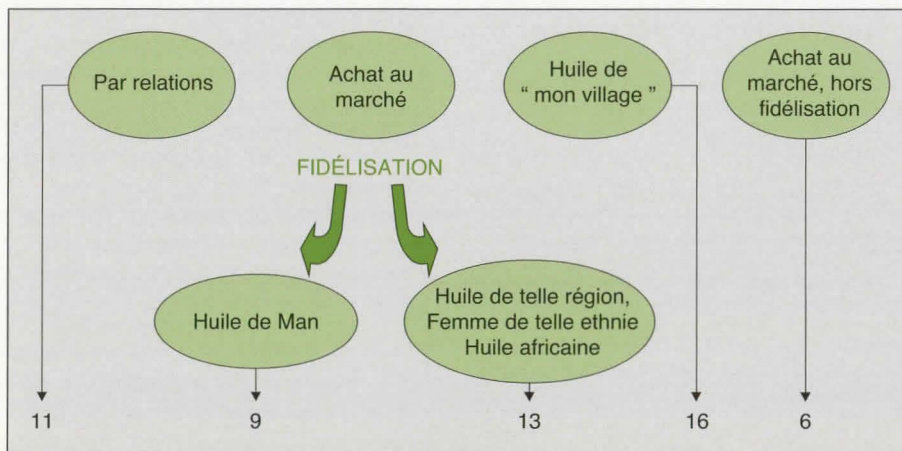 Par relations
Achat au
marché
Huile de
“ mon village ”
Achat au
marché, hors
fidélisation
FIDÉLISATION
Huile de Man
Huile de telle région,
Femme de telle ethnie
Huile africaine
11
9
13
16
6